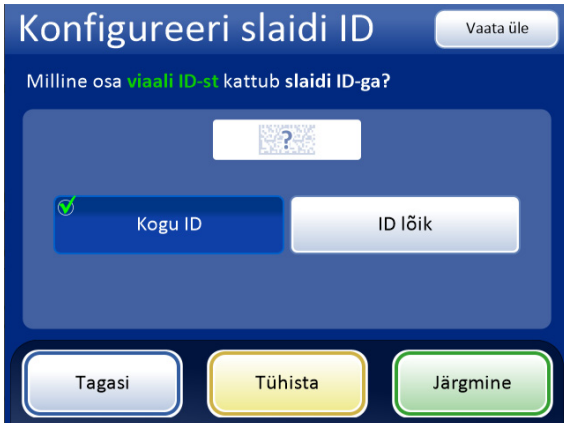 Konfigureeri slaidi ID
Vaata üle
Milline osa viaali ID-st kattub slaidi ID-ga?
?
Kogu ID
ID lõik
Tagasi
Tühista
Järgmine